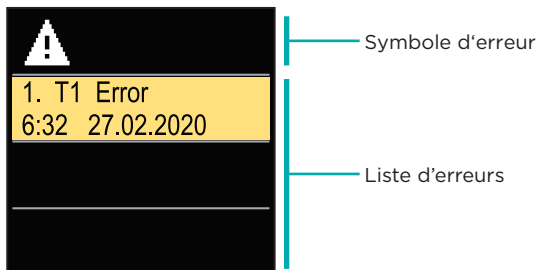 Symbole d‘erreur
1. T1 Error
6:32 27.02.2020
Liste d’erreurs